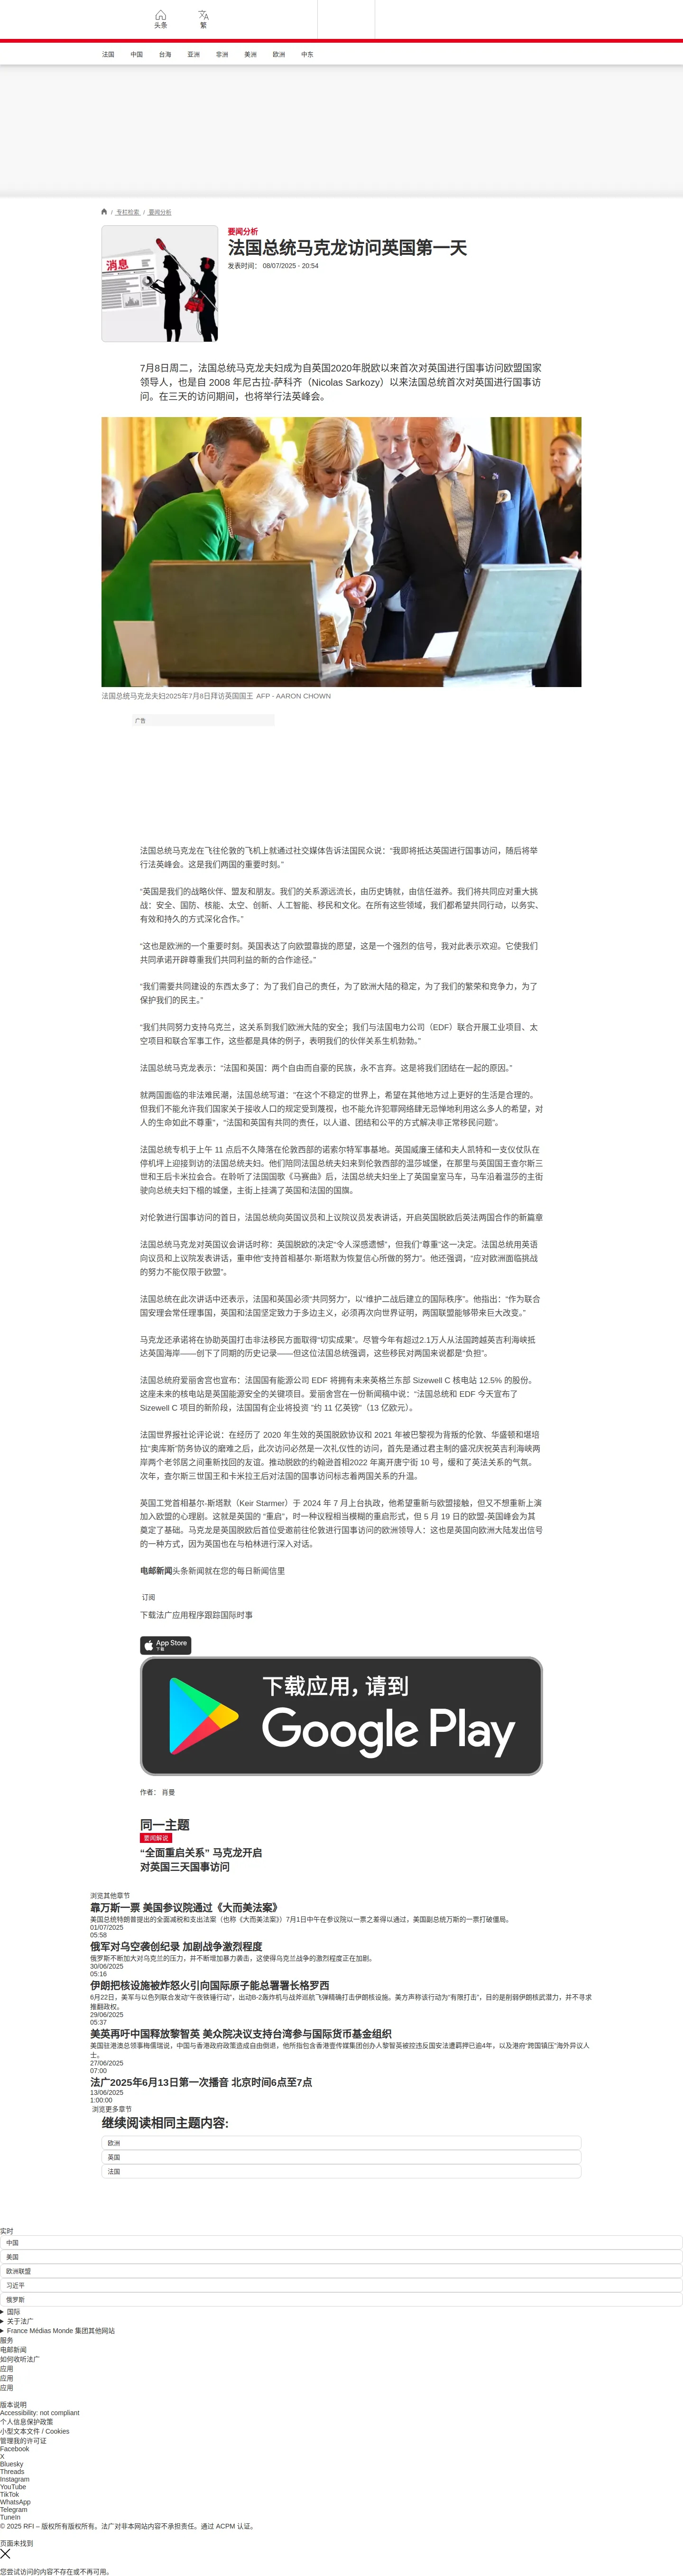 头条
繁
法国
中国
台海
亚洲
非洲
美洲
欧洲
中东
/ 专栏检索 / 要闻分析
消息
要闻分析
法国总统马克龙访问英国第一天
发表时间： 08/07/2025 - 20:54
7月8日周二，法国总统马克龙夫妇成为自英国2020年脱欧以来首次对英国进行国事访问欧盟国家
领导人，也是自 2008 年尼古拉-萨科齐（Nicolas Sarkozy）以来法国总统首次对英国进行国事访
问。在三天的访问期间，也将举行法英峰会。
法国总统马克龙夫妇2025年7月8日拜访英国国王 AFP - AARON CHOWN
广告
法国总统马克龙在飞往伦敦的飞机上就通过社交媒体告诉法国民众说：“我即将抵达英国进行国事访问，随后将举
行法英峰会。这是我们两国的重要时刻。”
“英国是我们的战略伙伴、盟友和朋友。我们的关系源远流长，由历史铸就，由信任滋养。我们将共同应对重大挑
战：安全、国防、核能、太空、创新、人工智能、移民和文化。在所有这些领域，我们都希望共同行动，以务实、
有效和持久的方式深化合作。”
“这也是欧洲的一个重要时刻。英国表达了向欧盟靠拢的愿望，这是一个强烈的信号，我对此表示欢迎。它使我们
共同承诺开辟尊重我们共同利益的新的合作途径。”
“我们需要共同建设的东西太多了：为了我们自己的责任，为了欧洲大陆的稳定，为了我们的繁荣和竞争力，为了
保护我们的民主。”
“我们共同努力支持乌克兰，这关系到我们欧洲大陆的安全；我们与法国电力公司（EDF）联合开展工业项目、太
空项目和联合军事工作，这些都是具体的例子，表明我们的伙伴关系生机勃勃。”
法国总统马克龙表示：“法国和英国：两个自由而自豪的民族，永不言弃。这是将我们团结在一起的原因。”
就两国面临的非法难民潮，法国总统写道：“在这个不稳定的世界上，希望在其他地方过上更好的生活是合理的。
但我们不能允许我们国家关于接收人口的规定受到蔑视，也不能允许犯罪网络肆无忌惮地利用这么多人的希望，对
人的生命如此不尊重”，“法国和英国有共同的责任，以人道、团结和公平的方式解决非正常移民问题”。
法国总统专机于上午 11 点后不久降落在伦敦西部的诺索尔特军事基地。英国威廉王储和夫人凯特和一支仪仗队在
停机坪上迎接到访的法国总统夫妇。他们陪同法国总统夫妇来到伦敦西部的温莎城堡，在那里与英国国王查尔斯三
世和王后卡米拉会合。在聆听了法国国歌《马赛曲》后，法国总统夫妇坐上了英国皇室马车，马车沿着温莎的主街
驶向总统夫妇下榻的城堡，主街上挂满了英国和法国的国旗。
对伦敦进行国事访问的首日，法国总统向英国议员和上议院议员发表讲话，开启英国脱欧后英法两国合作的新篇章
法国总统马克龙对英国议会讲话时称：英国脱欧的决定“令人深感遗憾”，但我们“尊重”这一决定。法国总统用英语
向议员和上议院发表讲话，重申他“支持首相基尔·斯塔默为恢复信心所做的努力”。他还强调，“应对欧洲面临挑战
的努力不能仅限于欧盟”。
法国总统在此次讲话中还表示，法国和英国必须“共同努力”，以“维护二战后建立的国际秩序”。他指出：“作为联合
国安理会常任理事国，英国和法国坚定致力于多边主义，必须再次向世界证明，两国联盟能够带来巨大改变。”
马克龙还承诺将在协助英国打击非法移民方面取得“切实成果”。尽管今年有超过2.1万人从法国跨越英吉利海峡抵
达英国海岸——创下了同期的历史记录——但这位法国总统强调，这些移民对两国来说都是“负担”。
法国总统府爱丽舍宫也宣布：法国国有能源公司 EDF 将拥有未来英格兰东部 Sizewell C 核电站 12.5% 的股份。
这座未来的核电站是英国能源安全的关键项目。爱丽舍宫在一份新闻稿中说：“法国总统和 EDF 今天宣布了
Sizewell C 项目的新阶段，法国国有企业将投资 ”约 11 亿英镑"（13 亿欧元）。
法国世界报社论评论说：在经历了 2020 年生效的英国脱欧协议和 2021 年被巴黎视为背叛的伦敦、华盛顿和堪培
拉“奥库斯”防务协议的磨难之后，此次访问必然是一次礼仪性的访问，首先是通过君主制的盛况庆祝英吉利海峡两
岸两个老邻居之间重新找回的友谊。推动脱欧的约翰逊首相2022 年离开唐宁街 10 号，缓和了英法关系的气氛。
次年，查尔斯三世国王和卡米拉王后对法国的国事访问标志着两国关系的升温。
英国工党首相基尔-斯塔默（Keir Starmer）于 2024 年 7 月上台执政，他希望重新与欧盟接触，但又不想重新上演
加入欧盟的心理剧。这就是英国的 “重启”，时一种议程相当模糊的重启形式，但 5 月 19 日的欧盟-英国峰会为其
奠定了基础。马克龙是英国脱欧后首位受邀前往伦敦进行国事访问的欧洲领导人：这也是英国向欧洲大陆发出信号
的一种方式，因为英国也在与柏林进行深入对话。
电邮新闻头条新闻就在您的每日新闻信里
订阅
下载法广应用程序跟踪国际时事
App Store
下载
下载应用，请到
Google Play
作者： 肖曼
同一主题
要闻解说
“全面重启关系” 马克龙开启
对英国三天国事访问
浏览其他章节
靠万斯一票 美国参议院通过《大而美法案》
美国总统特朗普提出的全面减税和支出法案（也称《大而美法案》）7月1日中午在参议院以一票之差得以通过，美国副总统万斯的一票打破僵局。
01/07/2025
05:58
俄军对乌空袭创纪录 加剧战争激烈程度
俄罗斯不断加大对乌克兰的压力，并不断增加暴力袭击，这使得乌克兰战争的激烈程度正在加剧。
30/06/2025
05:16
伊朗把核设施被炸怒火引向国际原子能总署署长格罗西
6月22日，美军与以色列联合发动“午夜铁锤行动”，出动B-2轰炸机与战斧巡航飞弹精确打击伊朗核设施。美方声称该行动为“有限打击”，目的是削弱伊朗核武潜力，并不寻求
推翻政权。
29/06/2025
05:37
美英再吁中国释放黎智英 美众院决议支持台湾参与国际货币基金组织
美国驻港澳总领事梅儒瑞说，中国与香港政府政策造成自由倒退，他所指包含香港壹传媒集团创办人黎智英被控违反国安法遭羁押已逾4年，以及港府“跨国镇压”海外异议人
士。
27/06/2025
07:00
法广2025年6月13日第一次播音 北京时间6点至7点
13/06/2025
1:00:00
浏览更多章节
继续阅读相同主题内容:
欧洲
英国
法国
实时
中国
美国
欧洲联盟
习近平
俄罗斯
国际
关于法广
France Médias Monde 集团其他网站
服务
电邮新闻
如何收听法广
应用
应用
应用
版本说明
Accessibility: not compliant
个人信息保护政策
小型文本文件 / Cookies
管理我的许可证
Facebook
X
Bluesky
Threads
Instagram
YouTube
TikTok
WhatsApp
Telegram
TuneIn
© 2025 RFI – 版权所有版权所有。法广对非本网站内容不承担责任。通过 ACPM 认证。
页面未找到
您尝试访问的内容不存在或不再可用。